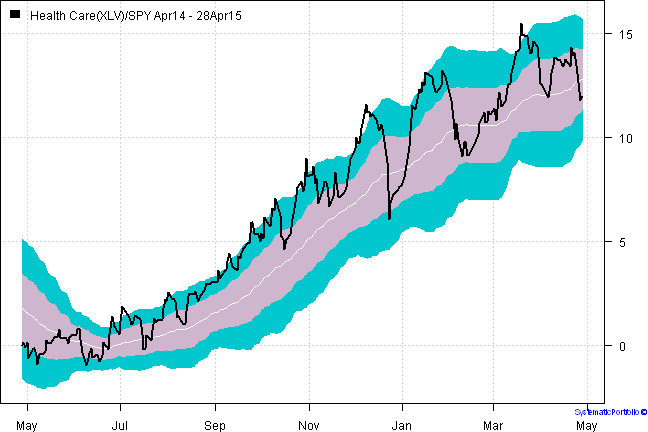 Health Care(XLV)/SPY Apr14 - 28Apr15
15
10
5
0
May Jul Sep Nov Jan Mar May
SystematicPortfolio ©